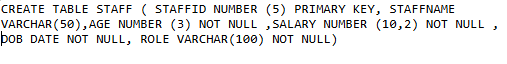 CREATE TABLE STAFF ( STAFFID NUMBER (5) PRIMARY KEY, STAFFNAME
VARCHAR(50),AGE NUMBER (3) NOT NULL ,SALARY NUMBER (10,2) NOT NULL ,
DOB DATE NOT NULL, ROLE VARCHAR(100) NOT NULL)